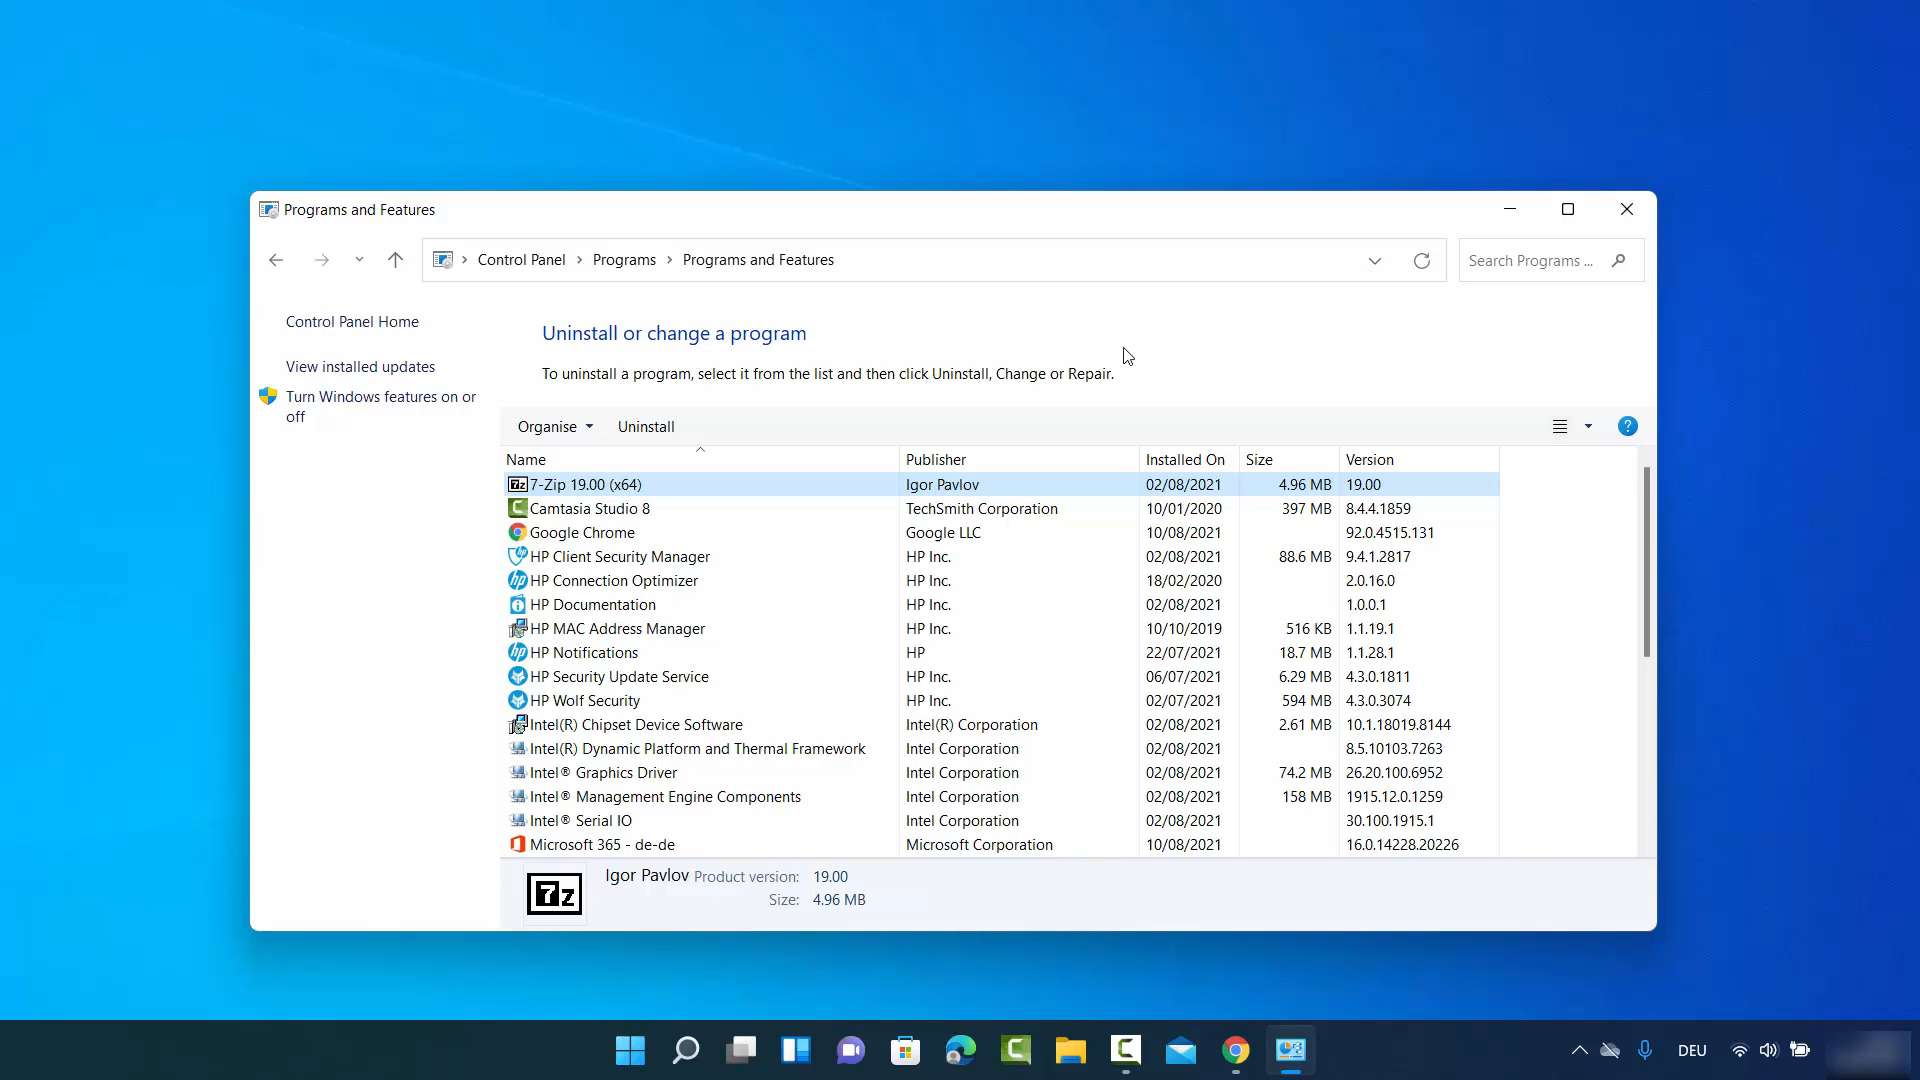 Programs and Features
Control Panel > Programs > Programs and Features
Search Programs ...
Control Panel Home
View installed updates
Turn Windows features on or
off
Uninstall or change a program
To uninstall a program, select it from the list and then click Uninstall, Change or Repair.
Organise Uninstall ?
Name Publisher Installed On Size Version
7z 7-Zip 19.00 (x64) Igor Pavlov 02/08/2021 4.96 MB 19.00
Camtasia Studio 8 TechSmith Corporation 10/01/2020 397 MB 8.4.4.1859
Google Chrome Google LLC 10/08/2021 92.0.4515.131
HP Client Security Manager HP Inc. 02/08/2021 88.6 MB 9.4.1.2817
hp HP Connection Optimizer HP Inc. 18/02/2020 2.0.16.0
HP Documentation HP Inc. 02/08/2021 1.0.0.1
HP MAC Address Manager HP Inc. 10/10/2019 516 KB 1.1.19.1
hp HP Notifications HP 22/07/2021 18.7 MB 1.1.28.1
HP Security Update Service HP Inc. 06/07/2021 6.29 MB 4.3.0.1811
HP Wolf Security HP Inc. 02/07/2021 594 MB 4.3.0.3074
Intel(R) Chipset Device Software Intel(R) Corporation 02/08/2021 2.61 MB 10.1.18019.8144
Intel(R) Dynamic Platform and Thermal Framework Intel Corporation 02/08/2021 8.5.10103.7263
Intel® Graphics Driver Intel Corporation 02/08/2021 74.2 MB 26.20.100.6952
Intel® Management Engine Components Intel Corporation 02/08/2021 158 MB 1915.12.0.1259
Intel® Serial IO Intel Corporation 02/08/2021 30.100.1915.1
Microsoft 365 - de-de Microsoft Corporation 10/08/2021 16.0.14228.20226
7z Igor Pavlov Product version: 19.00
Size: 4.96 MB
DEU